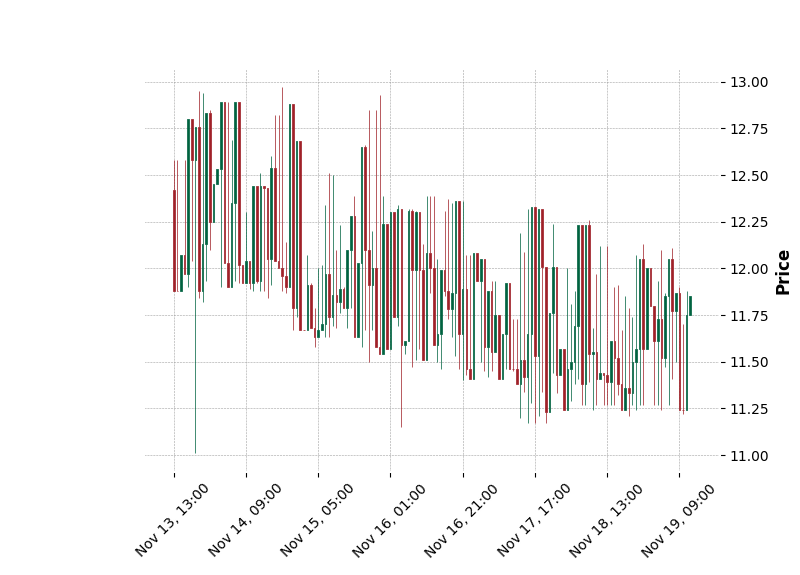 13.00
12.75
12.50
12.25
12.00
11.75
11.50
11.25
11.00
Price
Nov 13, 13:00
Nov 14, 09:00
Nov 15, 05:00
Nov 16, 01:00
Nov 16, 21:00
Nov 17, 17:00
Nov 18, 13:00
Nov 19, 09:00